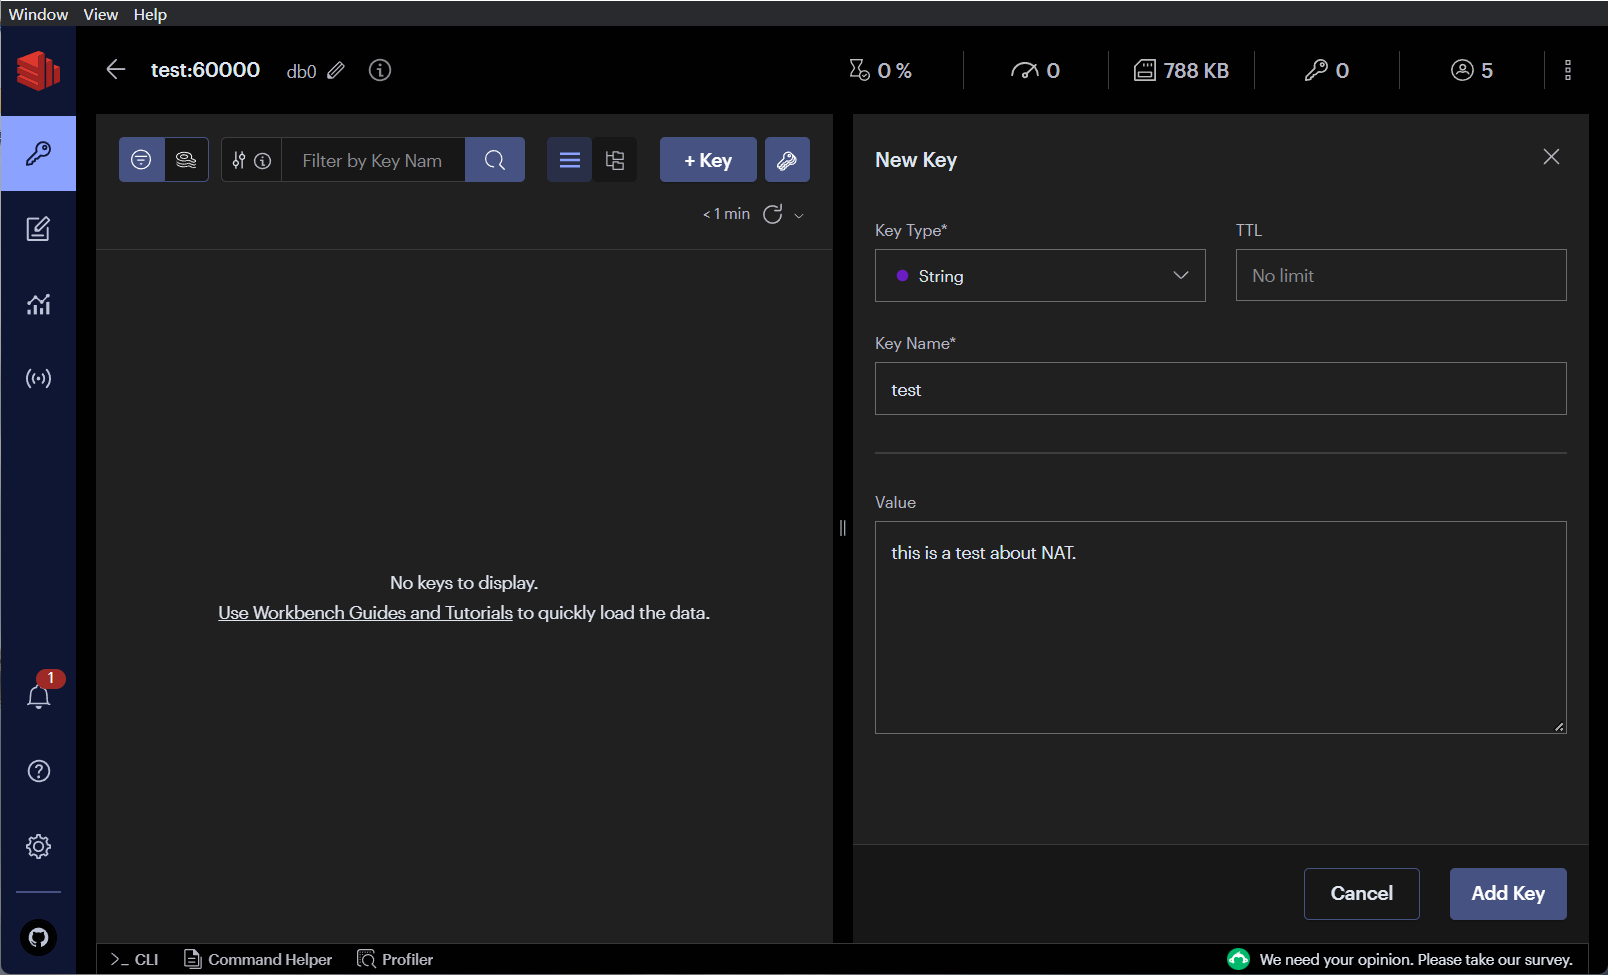 Window View Help
test:60000 db0 0 % 0 788 KB 0 5
Filter by Key Nam + Key
< 1 min
No keys to display.
Use Workbench Guides and Tutorials to quickly load the data.
New Key
Key Type* TTL
String No limit
Key Name*
test
Value
this is a test about NAT.
Cancel Add Key
1
>_ CLI Command Helper Profiler We need your opinion. Please take our survey.